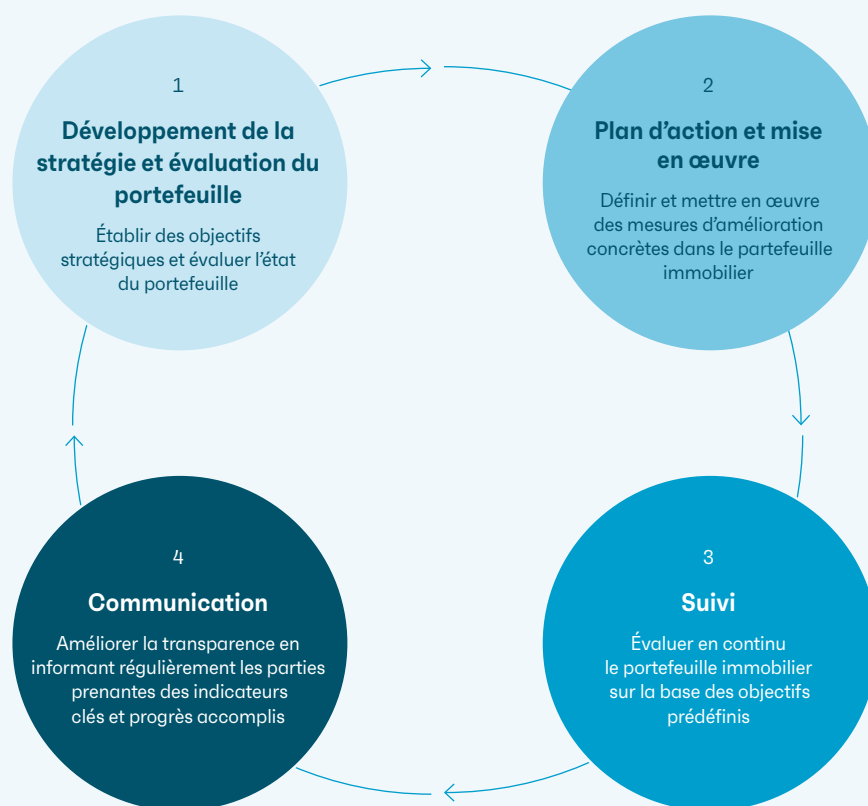 1
Développement de la
stratégie et évaluation du
portefeuille
Établir des objectifs
stratégiques et évaluer l’état
du portefeuille
2
Plan d’action et mise
en œuvre
Définir et mettre en œuvre
des mesures d’amélioration
concrètes dans le partefeuille
immobilier
3
Suivi
Évaluer en continu
le portefeuille immobilier
sur la base des objectifs
prédéfinis
4
Communication
Améliorer la transparence en
informant régulièrement les parties
prenantes des indicateurs
clés et progrès accomplis